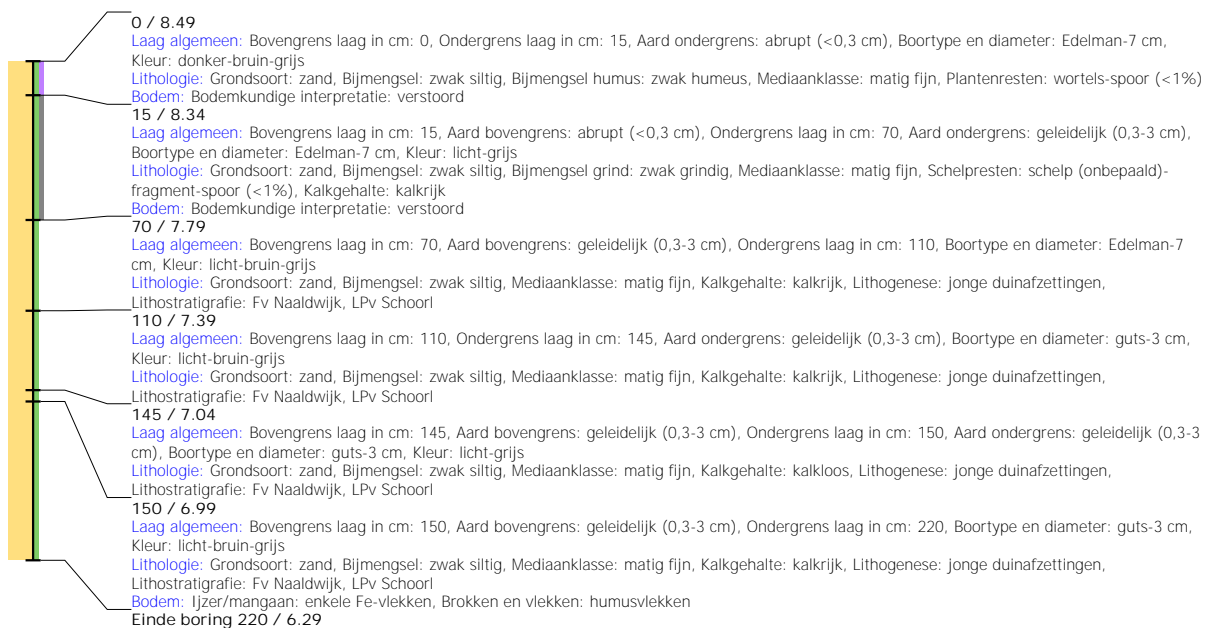 0 / 8.49
Laag algemeen: Bovengrens laag in cm: 0, Ondergrens laag in cm: 15, Aard ondergrens: abrupt (<0,3 cm), Boortype en diameter: Edelman-7 cm,
Kleur: donker-bruin-grijs
Lithologie: Grondsoort: zand, Bijmengsel: zwak siltig, Bijmengsel humus: zwak humeus, Mediaanklasse: matig fijn, Plantenresten: wortels-spoor (<1%)
Bodem: Bodemkundige interpretatie: verstoord
15 / 8.34
Laag algemeen: Bovengrens laag in cm: 15, Aard bovengrens: abrupt (<0,3 cm), Ondergrens laag in cm: 70, Aard ondergrens: geleidelijk (0,3-3 cm),
Boortype en diameter: Edelman-7 cm, Kleur: licht-grijs
Lithologie: Grondsoort: zand, Bijmengsel: zwak siltig, Bijmengsel grind: zwak grindig, Mediaanklasse: matig fijn, Schelpresten: schelp (onbepaald)-
fragment-spoor (<1%), Kalkgehalte: kalkrijk
Bodem: Bodemkundige interpretatie: verstoord
70 / 7.79
Laag algemeen: Bovengrens laag in cm: 70, Aard bovengrens: geleidelijk (0,3-3 cm), Ondergrens laag in cm: 110, Boortype en diameter: Edelman-7
cm, Kleur: licht-bruin-grijs
Lithologie: Grondsoort: zand, Bijmengsel: zwak siltig, Mediaanklasse: matig fijn, Kalkgehalte: kalkrijk, Lithogenese: jonge duinafzettingen,
Lithostratigrafie: Fv Naaldwijk, LPv Schoorl
110 / 7.39
Laag algemeen: Bovengrens laag in cm: 110, Ondergrens laag in cm: 145, Aard ondergrens: geleidelijk (0,3-3 cm), Boortype en diameter: guts-3 cm,
Kleur: licht-bruin-grijs
Lithologie: Grondsoort: zand, Bijmengsel: zwak siltig, Mediaanklasse: matig fijn, Kalkgehalte: kalkrijk, Lithogenese: jonge duinafzettingen,
Lithostratigrafie: Fv Naaldwijk, LPv Schoorl
145 / 7.04
Laag algemeen: Bovengrens laag in cm: 145, Aard bovengrens: geleidelijk (0,3-3 cm), Ondergrens laag in cm: 150, Aard ondergrens: geleidelijk (0,3-3
cm), Boortype en diameter: guts-3 cm, Kleur: licht-grijs
Lithologie: Grondsoort: zand, Bijmengsel: zwak siltig, Mediaanklasse: matig fijn, Kalkgehalte: kalkloos, Lithogenese: jonge duinafzettingen,
Lithostratigrafie: Fv Naaldwijk, LPv Schoorl
150 / 6.99
Laag algemeen: Bovengrens laag in cm: 150, Aard bovengrens: geleidelijk (0,3-3 cm), Ondergrens laag in cm: 220, Boortype en diameter: guts-3 cm,
Kleur: licht-bruin-grijs
Lithologie: Grondsoort: zand, Bijmengsel: zwak siltig, Mediaanklasse: matig fijn, Kalkgehalte: kalkrijk, Lithogenese: jonge duinafzettingen,
Lithostratigrafie: Fv Naaldwijk, LPv Schoorl
Bodem: Ijzer/mangaan: enkele Fe-vlekken, Brokken en vlekken: humusvlekken
Einde boring 220 / 6.29